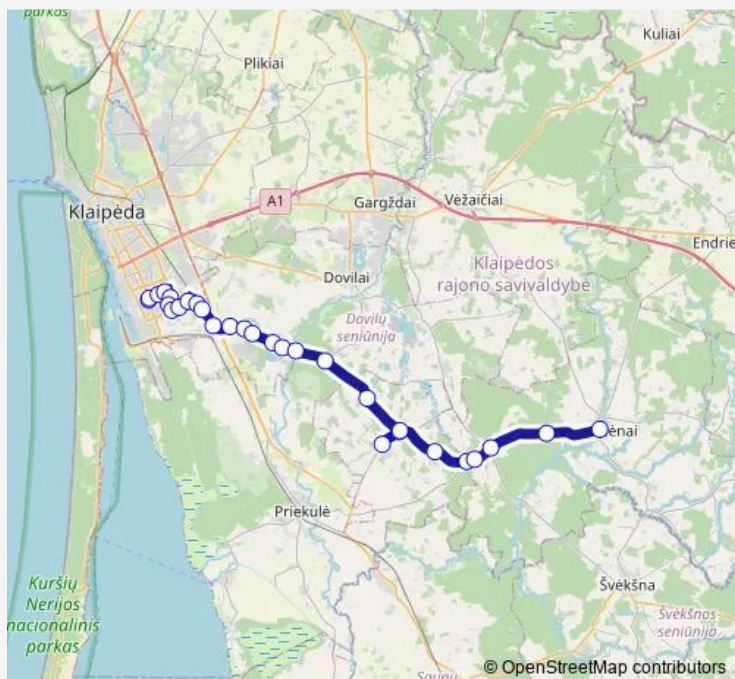 parkas
Kuliai
Plikiai
A1
Klaipėda
Gargždai
Vėžaičiai
Endrie
Dovilai
Klaipėdos
rajono savivaldybė
Dovilų
seniūnija
ėnai
Priekulė
Švėkšna
Švėkšnos
seniūnija
Kuršių
Nerijos
nacionalinis
parkas
© OpenStreetMap contributors